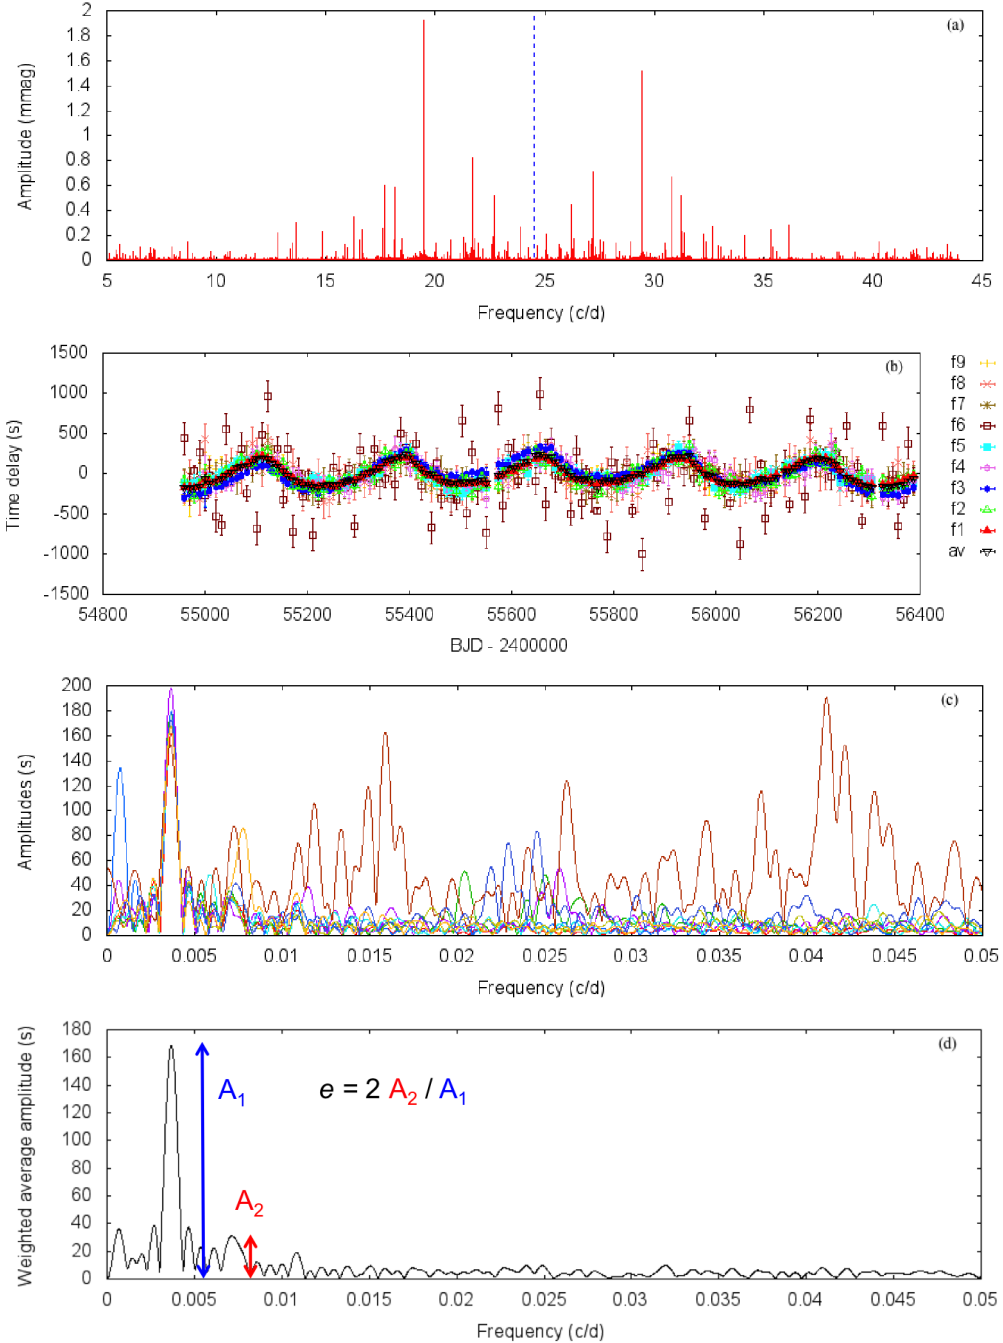 (a)
Amplitude (mmag)
2
1.8
1.6
1.4
1.2
1
0.8
0.6
0.4
0.2
0
5 10 15 20 25 30 35 40 45
Frequency (c/d)
(b)
Time delay (s)
1500
1000
500
0
-500
-1000
-1500
54800 55000 55200 55400 55600 55800 56000 56200 56400
BJD - 2400000
f9
f8
f7
f6
f5
f4
f3
f2
f1
av
(c)
Amplitudes (s)
200
180
160
140
120
100
80
60
40
20
0
0 0.005 0.01 0.015 0.02 0.025 0.03 0.035 0.04 0.045 0.05
Frequency (c/d)
(d)
Weighted average amplitude (s)
180
160
140
120
100
80
60
40
20
0
A₁
e = 2 A₂ / A₁
A₂
0 0.005 0.01 0.015 0.02 0.025 0.03 0.035 0.04 0.045 0.05
Frequency (c/d)